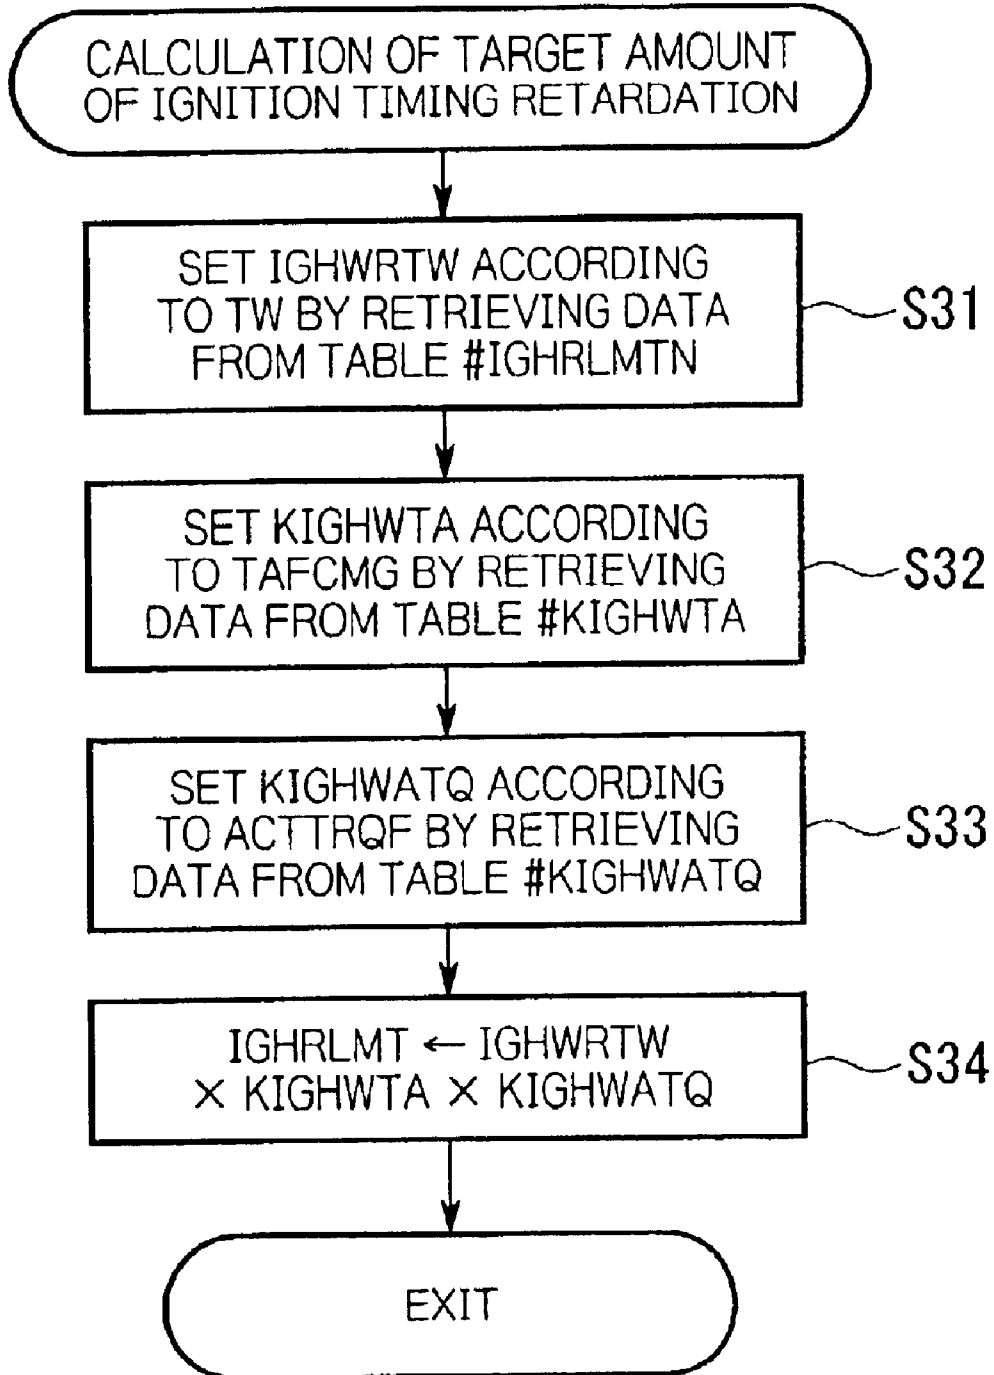 CALCULATION OF TARGET AMOUNT
OF IGNITION TIMING RETARDATION
SET IGHWRTW ACCORDING
TO TW BY RETRIEVING DATA
FROM TABLE #IGHRLMTN
S31
SET KIGHWTA ACCORDING
TO TAFCMG BY RETRIEVING
DATA FROM TABLE #KIGHWTA
S32
SET KIGHWATQ ACCORDING
TO ACTTRQF BY RETRIEVING
DATA FROM TABLE #KIGHWATQ
S33
IGHRLMT ← IGHWRTW
× KIGHWTA × KIGHWATQ
S34
EXIT